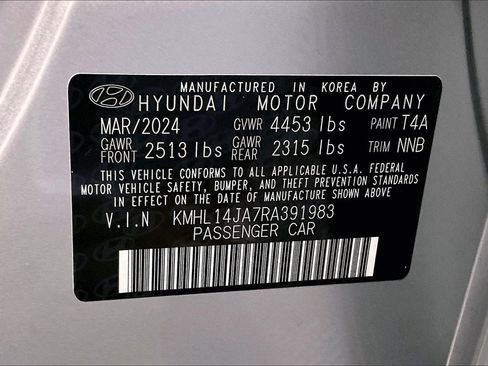 MANUFACTURED IN KOREA BY
HYUNDAI MOTOR COMPANY
MAR/2024 GVWR 4453 lbs PAINT T4A
GAWR FRONT 2513 lbs GAWR REAR 2315 lbs TRIM NNB
THIS VEHICLE CONFORMS TO ALL APPLICABLE U.S.A. FEDERAL
MOTOR VEHICLE SAFETY, BUMPER, AND THEFT PREVENTION STANDARDS
IN EFFECT ON THE DATE OF MANUFACTURE SHOWN ABOVE.
V.I.N KMHL14JA7RA391983
PASSENGER CAR